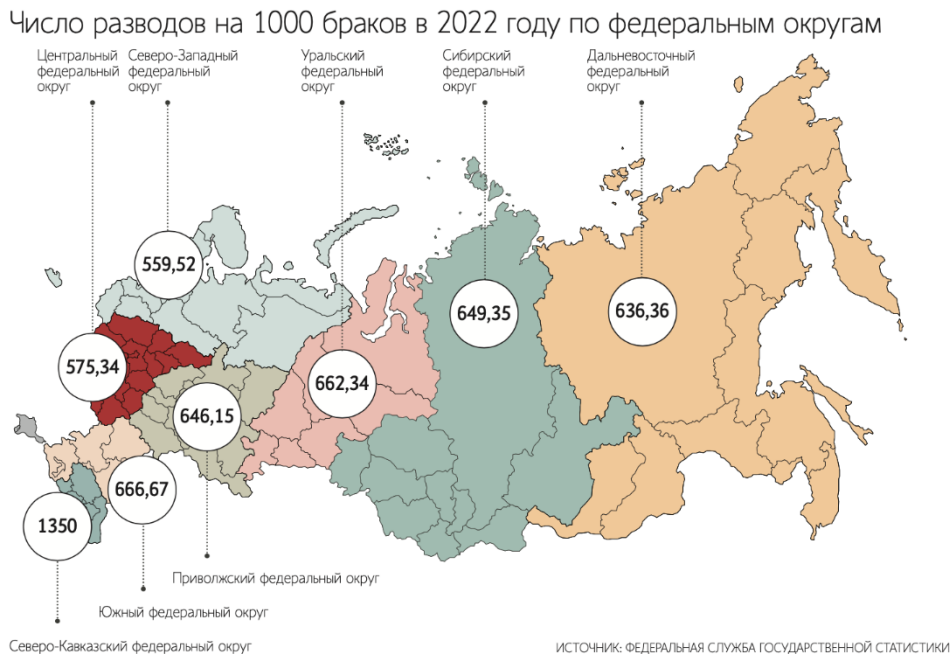 Число разводов на 1000 браков в 2022 году по федеральным округам
Центральный
федеральный
округ
Северо-Западный
федеральный
округ
Уральский
федеральный
округ
Сибирский
федеральный
округ
Дальневосточный
федеральный
округ
559,52
649,35
636,36
575,34
662,34
646,15
666,67
1350
Приволжский федеральный округ
Южный федеральный округ
Северо-Кавказский федеральный округ
ИСТОЧНИК: ФЕДЕРАЛЬНАЯ СЛУЖБА ГОСУДАРСТВЕННОЙ СТАТИСТИКИ